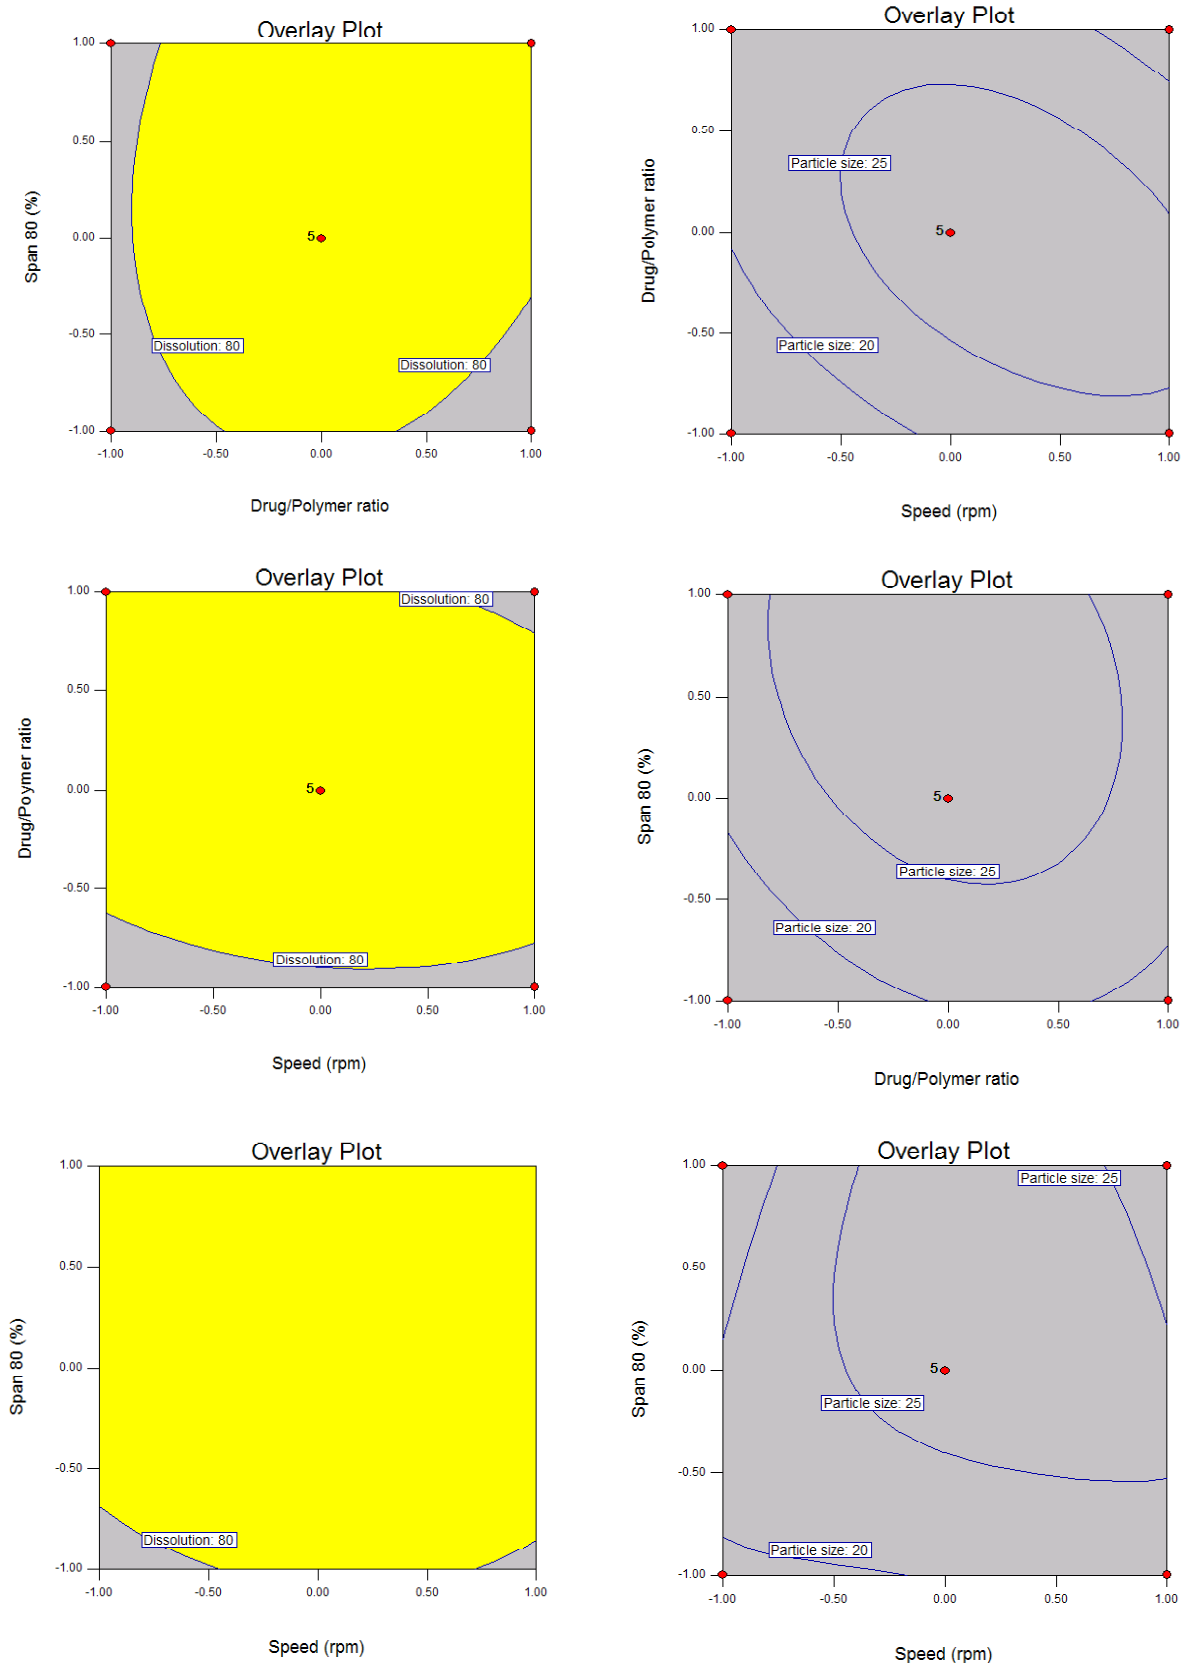 Overlay Plot
1.00
0.50
0.00
-0.50
-1.00
Span 80 (%)
5
Dissolution: 80
Dissolution: 80
-1.00 -0.50 0.00 0.50 1.00
Drug/Polymer ratio
Overlay Plot
1.00
0.50
0.00
-0.50
-1.00
Drug/Polymer ratio
Particle size: 25
5
Particle size: 20
-1.00 -0.50 0.00 0.50 1.00
Speed (rpm)
Overlay Plot
1.00
0.50
0.00
-0.50
-1.00
Drug/Poymer ratio
Dissolution: 80
5
Dissolution: 80
-1.00 -0.50 0.00 0.50 1.00
Speed (rpm)
Overlay Plot
1.00
0.50
0.00
-0.50
-1.00
Span 80 (%)
5
Particle size: 25
Particle size: 20
-1.00 -0.50 0.00 0.50 1.00
Drug/Polymer ratio
Overlay Plot
1.00
0.50
0.00
-0.50
-1.00
Span 80 (%)
Dissolution: 80
-1.00 -0.50 0.00 0.50 1.00
Speed (rpm)
Overlay Plot
1.00
0.50
0.00
-0.50
-1.00
Span 80 (%)
Particle size: 25
5
Particle size: 25
Particle size: 20
-1.00 -0.50 0.00 0.50 1.00
Speed (rpm)